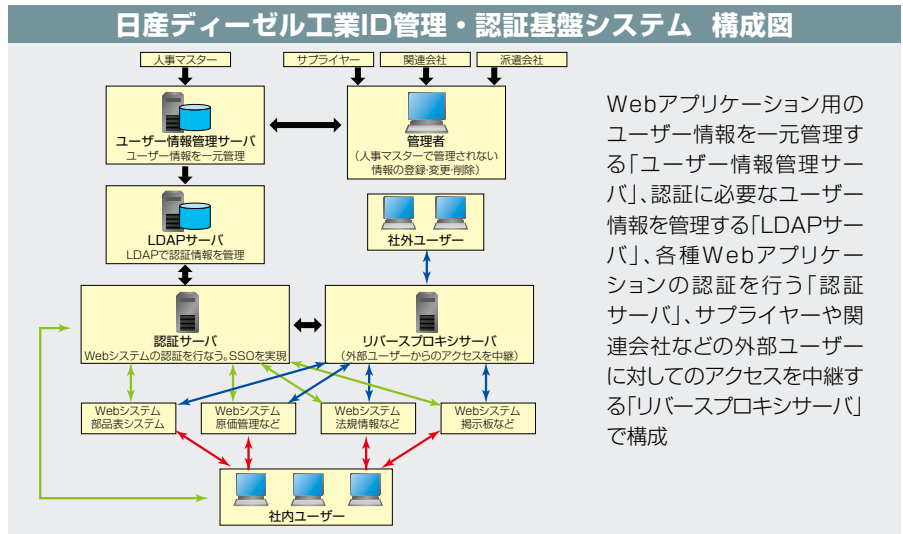 日産ディーゼル工業ID管理・認証基盤システム 構成図
人事マスター
サプライヤー
関連会社
派遣会社
ユーザー情報管理サーバ
ユーザー情報を一元管理
管理者
(人事マスターで管理されない
情報の登録・変更・削除)
LDAPサーバ
LDAPで認証情報を管理
社外ユーザー
認証サーバ
Webシステムの認証を行なう。SSOを実現
リバースプロキシサーバ
(外部ユーザーからのアクセスを中継)
Webシステム
部品表システム
Webシステム
原価管理など
Webシステム
法規情報など
Webシステム
掲示板など
社内ユーザー
Webアプリケーション用の
ユーザー情報を一元管理す
る「ユーザー情報管理サー
バ」、認証に必要なユーザー
情報を管理する「LDAPサー
バ」、各種Webアプリケー
ションの認証を行う「認証
サーバ」、サプライヤーや関
連会社などの外部ユーザー
に対してのアクセスを中継す
る「リバースプロキシサーバ」
で構成